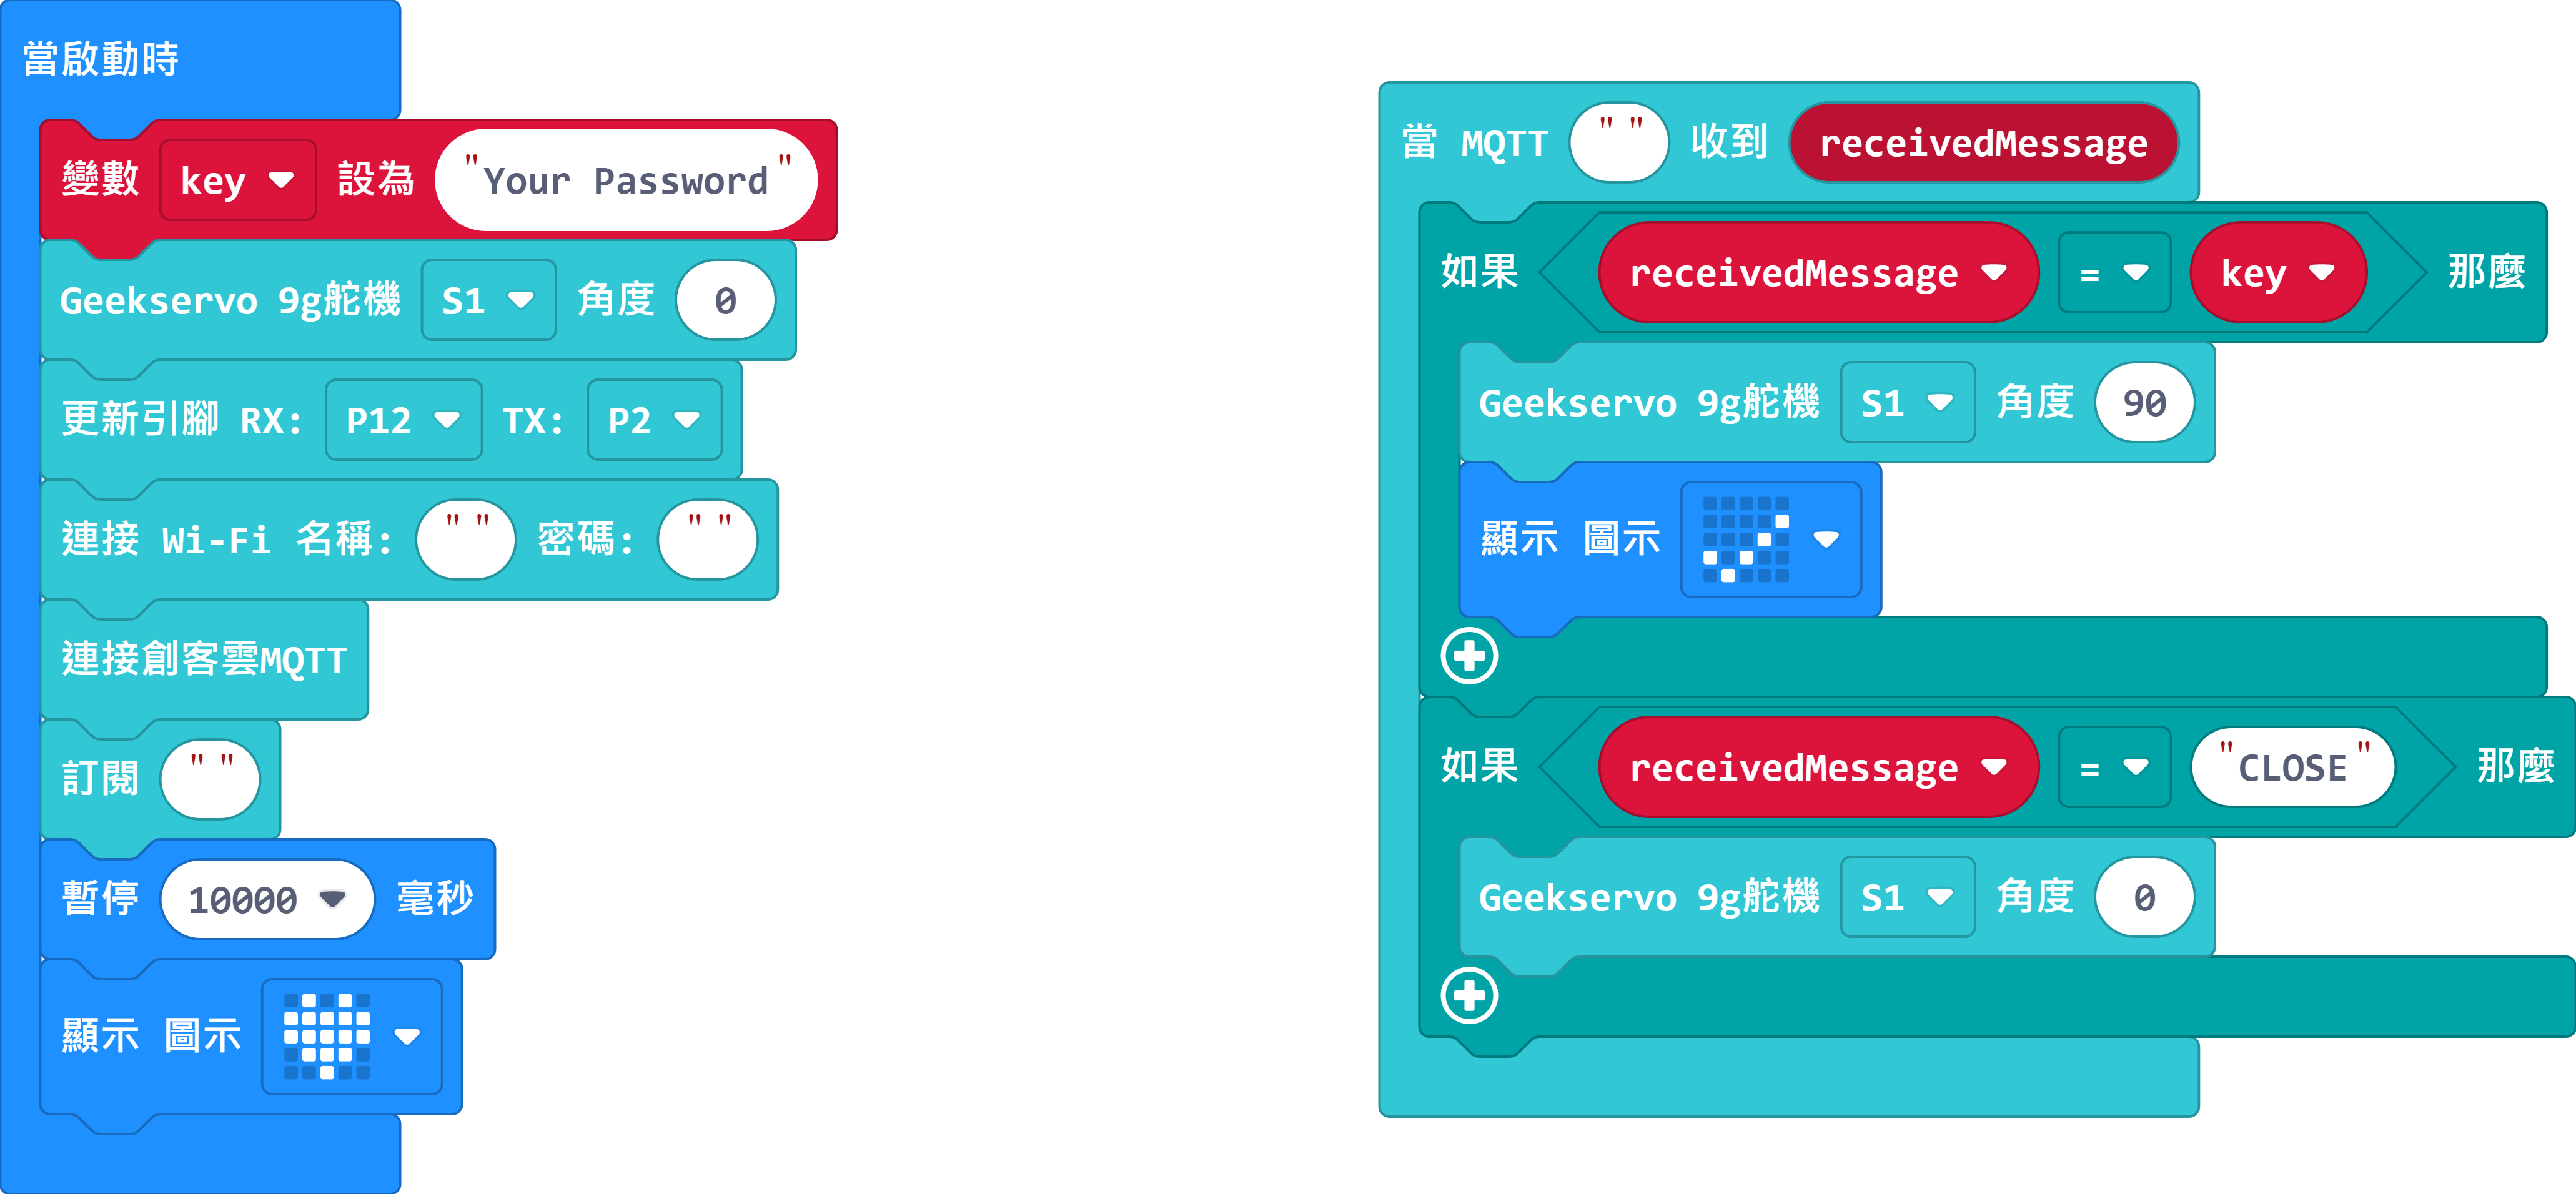 當啟動時
變數 key 設為 "Your Password"
Geekservo 9g舵機 S1 角度 0
更新引腳 RX: P12 TX: P2
連接 Wi-Fi 名稱: "" 密碼: ""
連接創客雲MQTT
訂閱 ""
暫停 10000 毫秒
顯示 圖示
當 MQTT "" 收到 receivedMessage
如果 receivedMessage = key 那麼
Geekservo 9g舵機 S1 角度 90
顯示 圖示
如果 receivedMessage = "CLOSE" 那麼
Geekservo 9g舵機 S1 角度 0